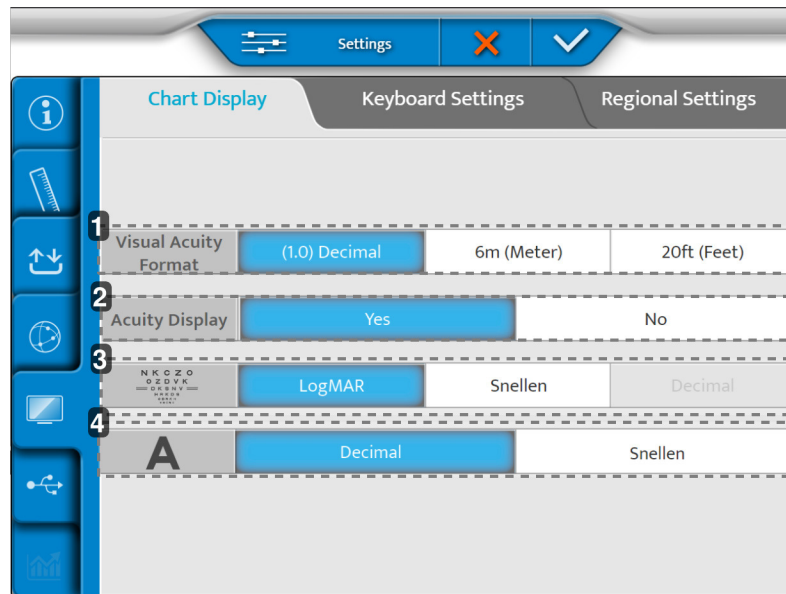 Settings
Chart Display Keyboard Settings Regional Settings
1
Visual Acuity
Format
(1.0) Decimal 6m (Meter) 20ft (Feet)
2
Acuity Display Yes No
3
N K C Z O
O Z D V K
LogMAR Snellen Decimal
4
A Decimal Snellen